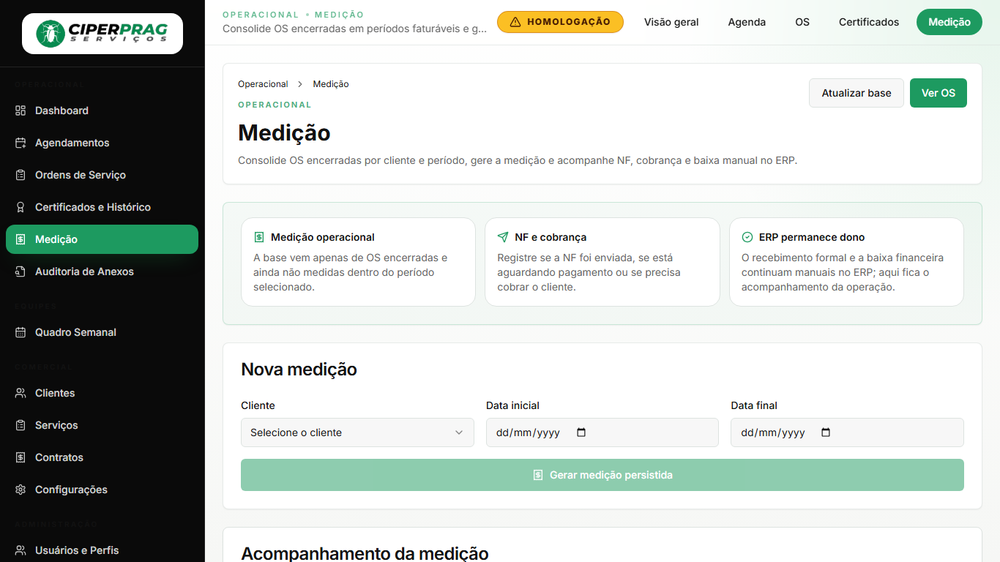 CIPERPRAG
SERVIÇOS
OPERACIONAL
Dashboard
Agendamentos
Ordens de Serviço
Certificados e Histórico
Medição
Auditoria de Anexos
EQUIPES
Quadro Semanal
COMERCIAL
Clientes
Serviços
Contratos
Configurações
ADMINISTRACAO
Usuários e Perfis
OPERACIONAL • MEDIÇÃO
Consolide OS encerradas em períodos faturáveis e g...
HOMOLOGAÇÃO
Visão geral
Agenda
OS
Certificados
Medição
Operacional > Medição
OPERACIONAL
Medição
Consolide OS encerradas por cliente e período, gere a medição e acompanhe NF, cobrança e baixa manual no ERP.
Atualizar base
Ver OS
Medição operacional
A base vem apenas de OS encerradas e
ainda não medidas dentro do período
selecionado.
NF e cobrança
Registre se a NF foi enviada, se está
aguardando pagamento ou se precisa
cobrar o cliente.
ERP permanece dono
O recebimento formal e a baixa financeira
continuam manuais no ERP; aqui fica o
acompanhamento da operação.
Nova medição
Cliente
Selecione o cliente
Data inicial
dd/mm/yyyy
Data final
dd/mm/yyyy
Gerar medição persistida
Acompanhamento da medição